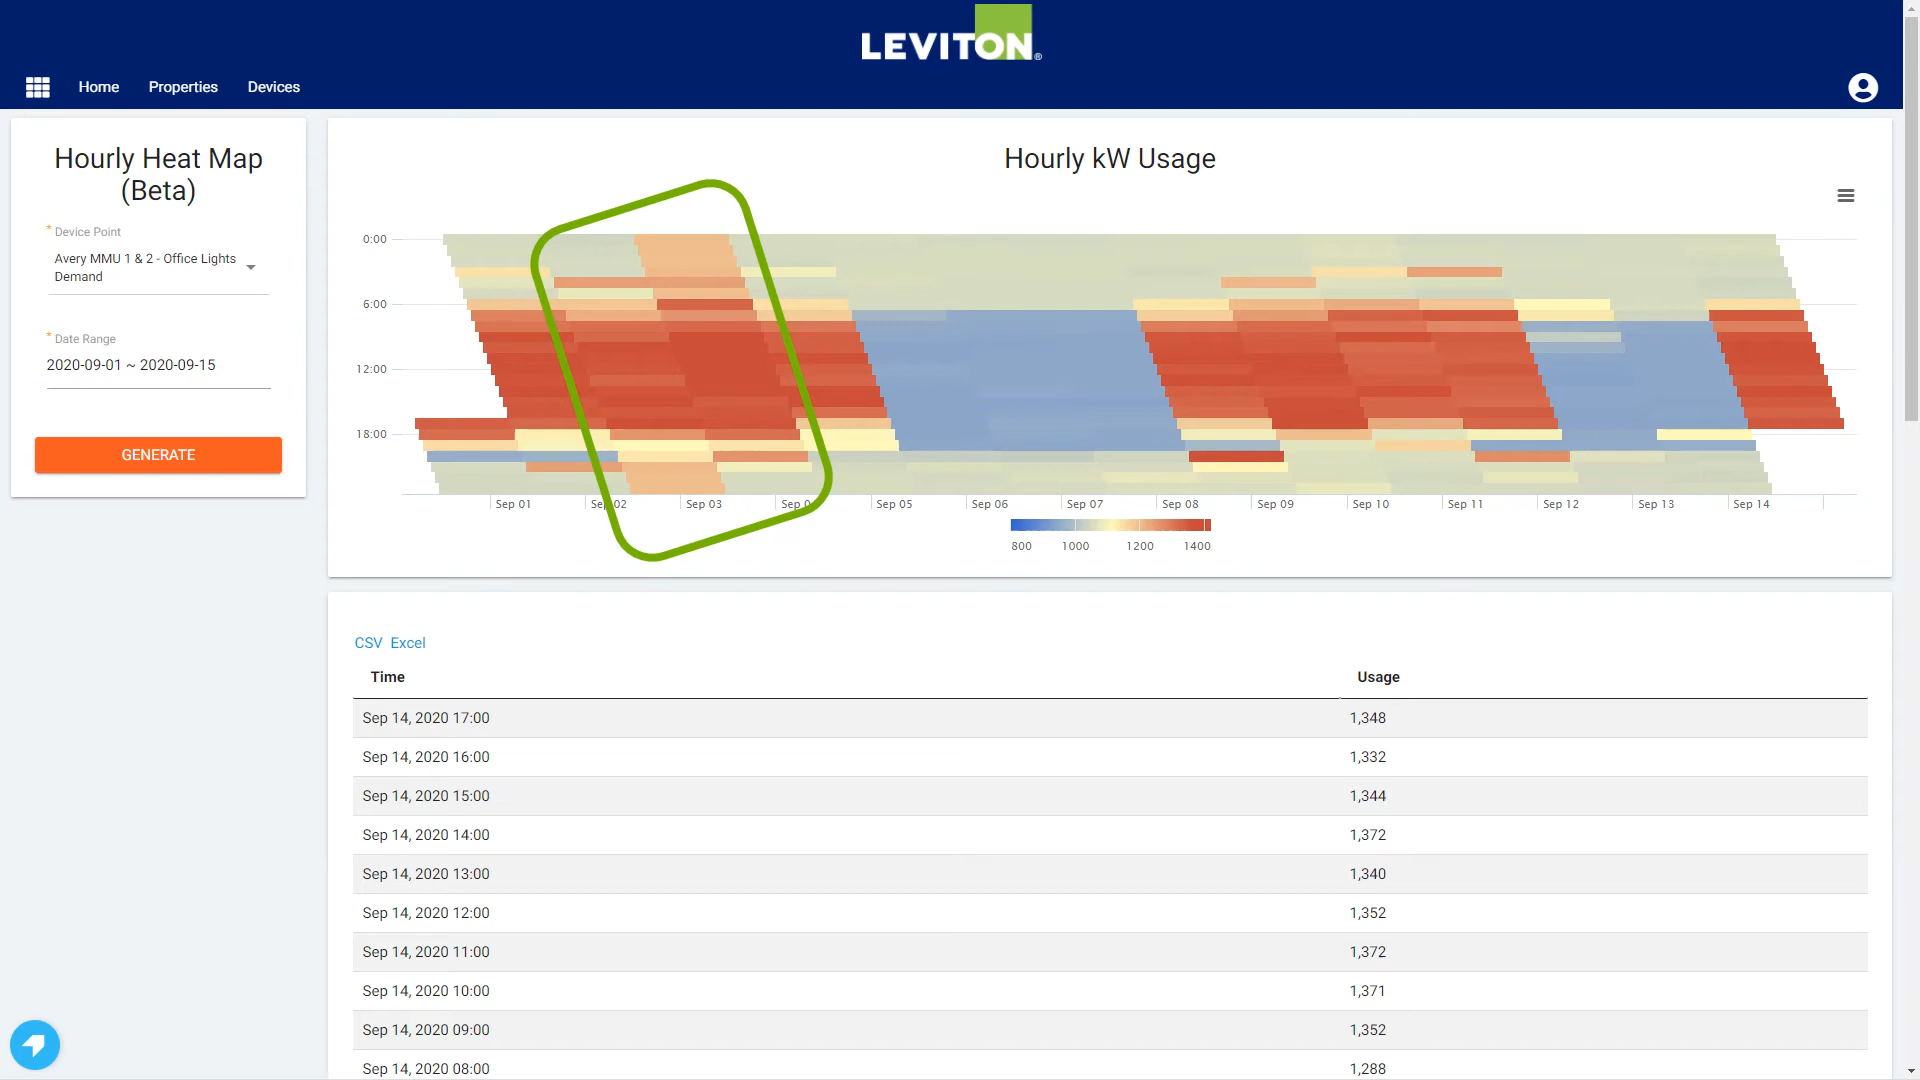 LEVITON®
Home Properties Devices
Hourly Heat Map
(Beta)
* Device Point
Avery MMU 1 & 2 - Office Lights
Demand
* Date Range
2020-09-01 ~ 2020-09-15
GENERATE
Hourly kW Usage
0:00
6:00
12:00
18:00
Sep 01 Sep 02 Sep 03 Sep 0 Sep 05 Sep 06 Sep 07 Sep 08 Sep 09 Sep 10 Sep 11 Sep 12 Sep 13 Sep 14
800 1000 1200 1400
CSV Excel
Time Usage
Sep 14, 2020 17:00 1,348
Sep 14, 2020 16:00 1,332
Sep 14, 2020 15:00 1,344
Sep 14, 2020 14:00 1,372
Sep 14, 2020 13:00 1,340
Sep 14, 2020 12:00 1,352
Sep 14, 2020 11:00 1,372
Sep 14, 2020 10:00 1,371
Sep 14, 2020 09:00 1,352
Sep 14, 2020 08:00 1,288